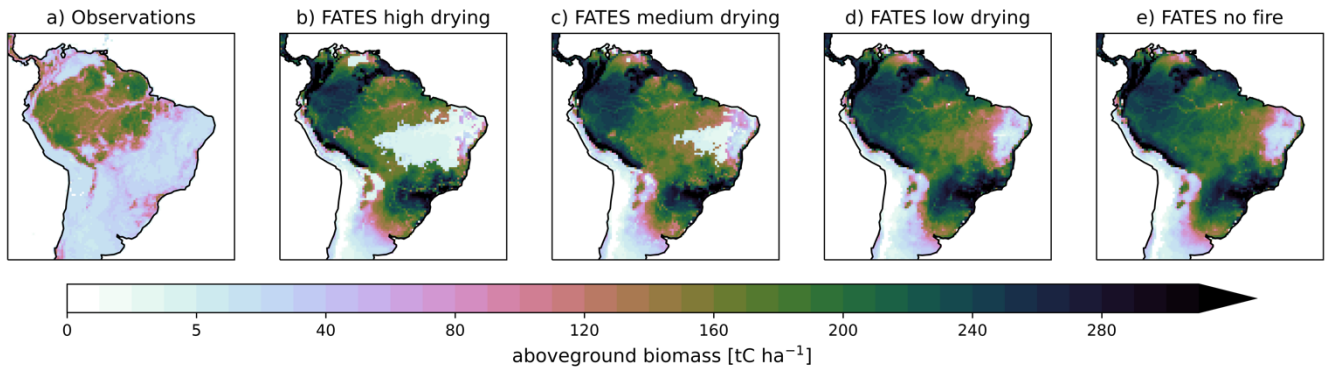 a) Observations
b) FATES high drying
c) FATES medium drying
d) FATES low drying
e) FATES no fire
0 5 40 80 120 160 200 240 280
aboveground biomass [tC ha⁻¹]